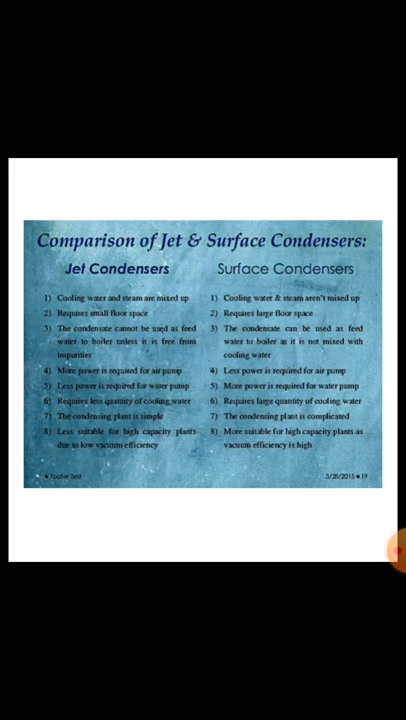 Comparison of Jet & Surface Condensers:
Jet Condensers
1) Cooling water and steam are mixed up
2) Requires small floor space
3) The condensate cannot be used as feed
water to boiler unless it is free from
impurities
4) More power is required for air pump
5) Less power is required for water pump
6) Requires less quantity of cooling water
7) The condensing plant is simple
8) Less suitable for high capacity plants
due to low vacuum efficiency
Surface Condensers
1) Cooling water & steam aren't mixed up
2) Requires large floor space
3) The condensate can be used as feed
water to boiler as it is not mixed with
cooling water
4) Less power is required for air pump
5) More power is required for water pump
6) Requires large quantity of cooling water
7) The condensing plant is complicated
8) More suitable for high capacity plants as
vacuum efficiency is high
• Footer Text
3/28/2015 • 19